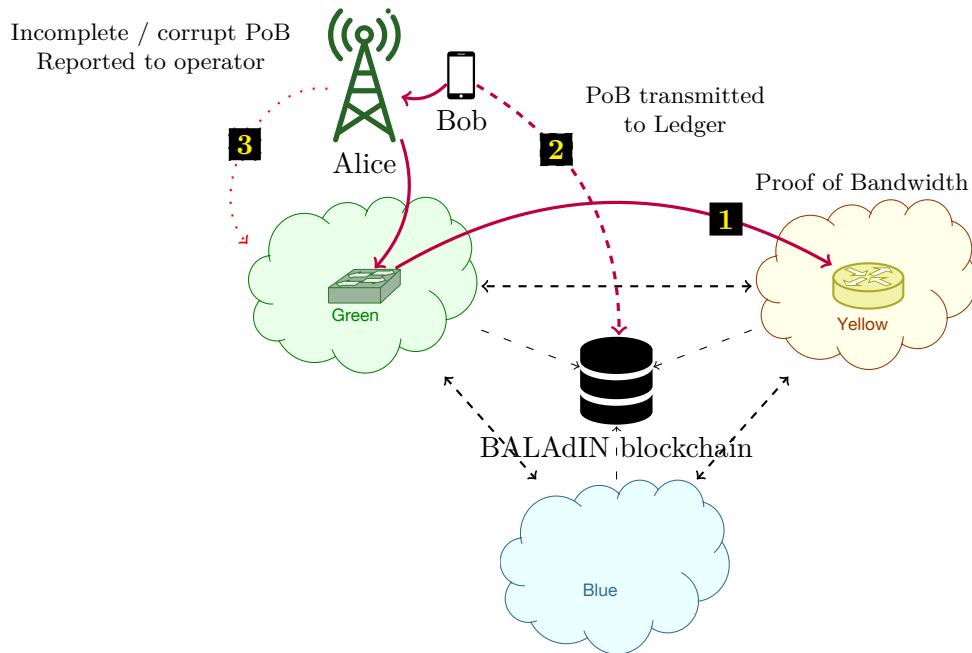 Incomplete / corrupt PoB
Reported to operator
3
Alice
Bob
2
PoB transmitted
to Ledger
Proof of Bandwidth
1
Green
Yellow
BALAdIN blockchain
Blue